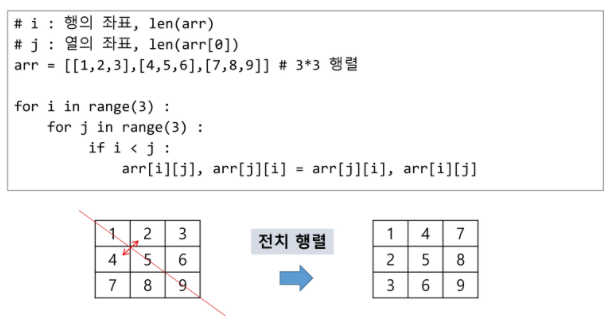 # i : 행의 좌표, len(arr)
# j : 열의 좌표, len(arr[0])
arr = [[1,2,3],[4,5,6],[7,8,9]] # 3*3 행렬
for i in range(3) :
for j in range(3) :
if i < j :
arr[i][j], arr[j][i] = arr[j][i], arr[i][j]
1 2 3
4 5 6
7 8 9
전치 행렬
1 4 7
2 5 8
3 6 9